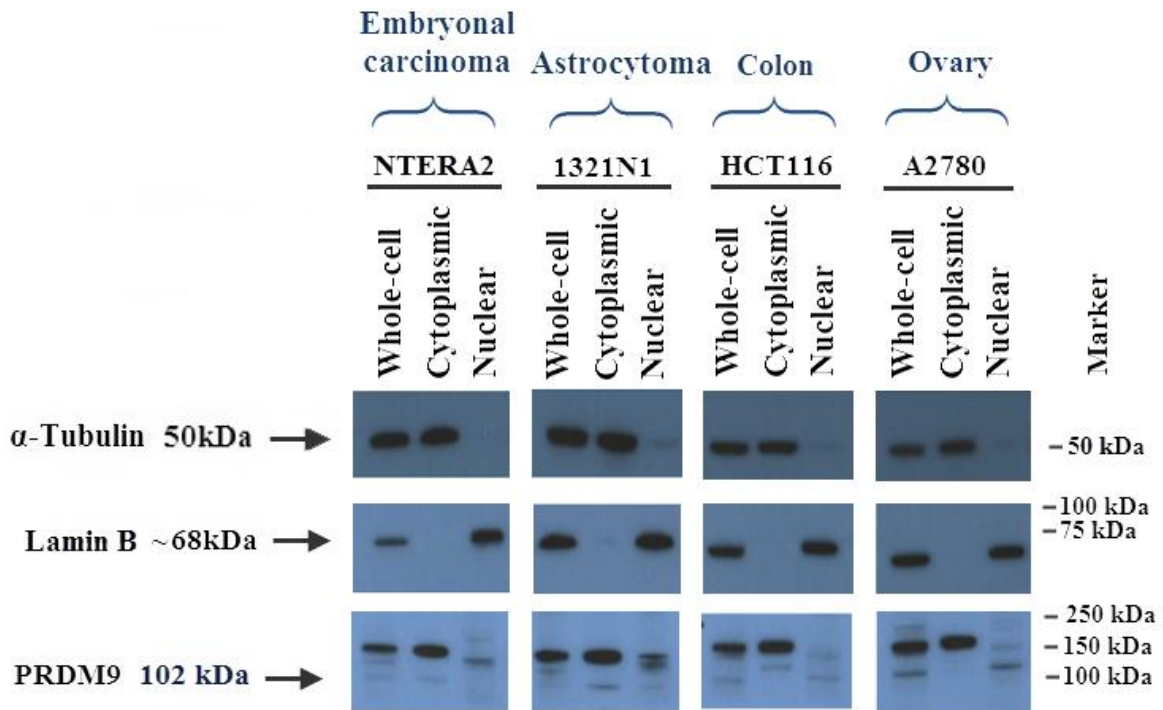 Embryonal
carcinoma
Astrocytoma
Colon
Ovary
NTERA2
1321N1
HCT116
A2780
Whole-cell
Cytoplasmic
Nuclear
Whole-cell
Cytoplasmic
Nuclear
Whole-cell
Cytoplasmic
Nuclear
Whole-cell
Cytoplasmic
Nuclear
Marker
α-Tubulin 50kDa
– 50 kDa
– 100 kDa
– 75 kDa
Lamin B ~68kDa
– 250 kDa
– 150 kDa
– 100 kDa
PRDM9 102 kDa